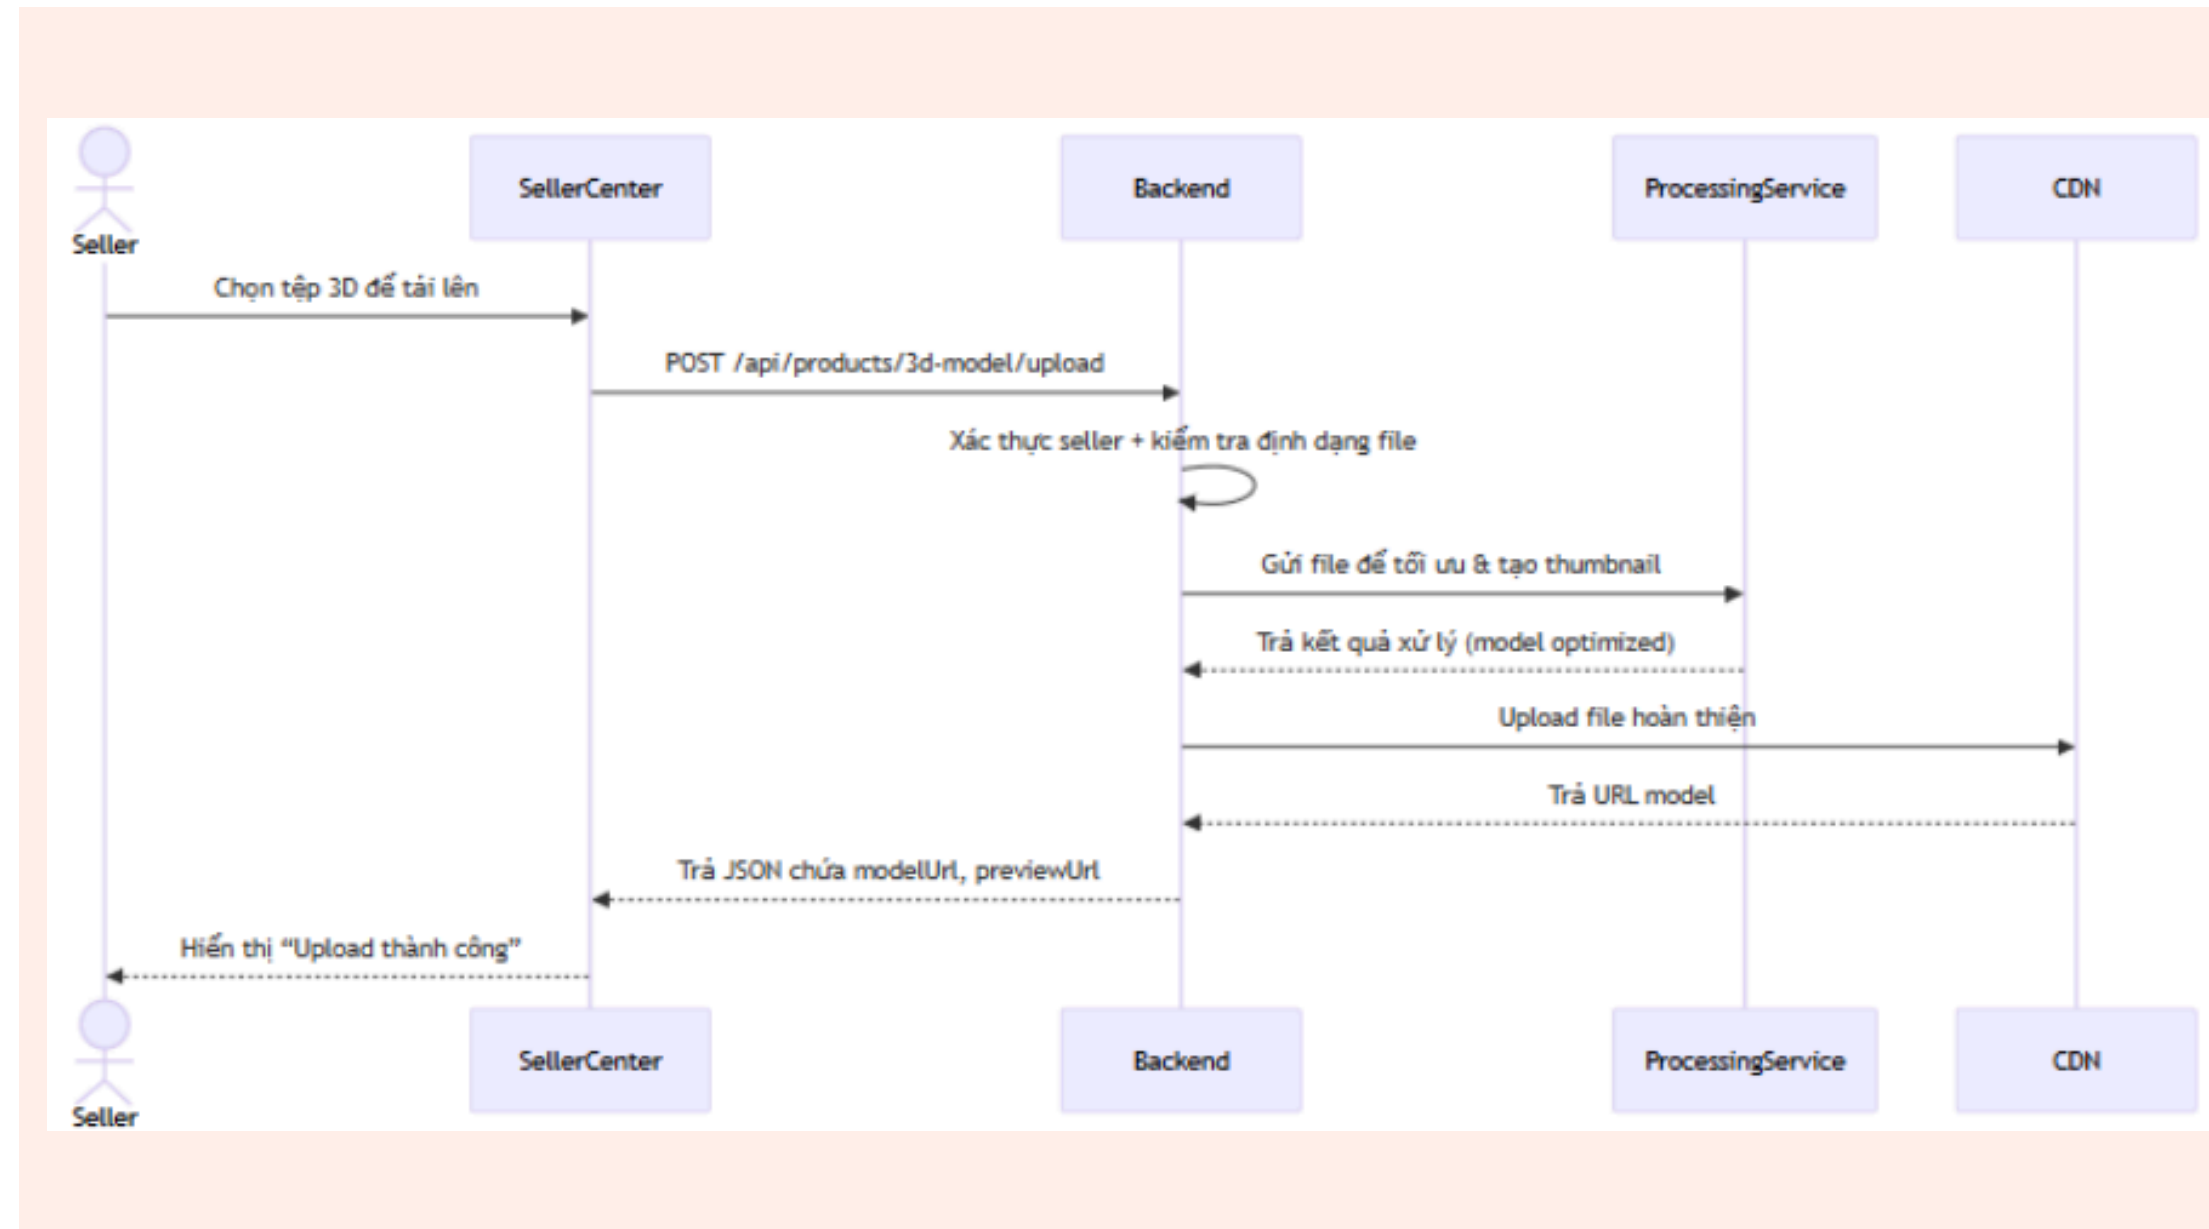 SellerCenter
Backend
ProcessingService
CDN
Seller
Chọn tệp 3D để tải lên
POST /api/products/3d-model/upload
Xác thực seller + kiểm tra định dạng file
Gửi file để tối ưu & tạo thumbnail
Trả kết quả xử lý (model optimized)
Upload file hoàn thiện
Trả URL model
Trả JSON chứa modelUrl, previewUrl
Hiển thị “Upload thành công”
SellerCenter
Backend
ProcessingService
CDN
Seller